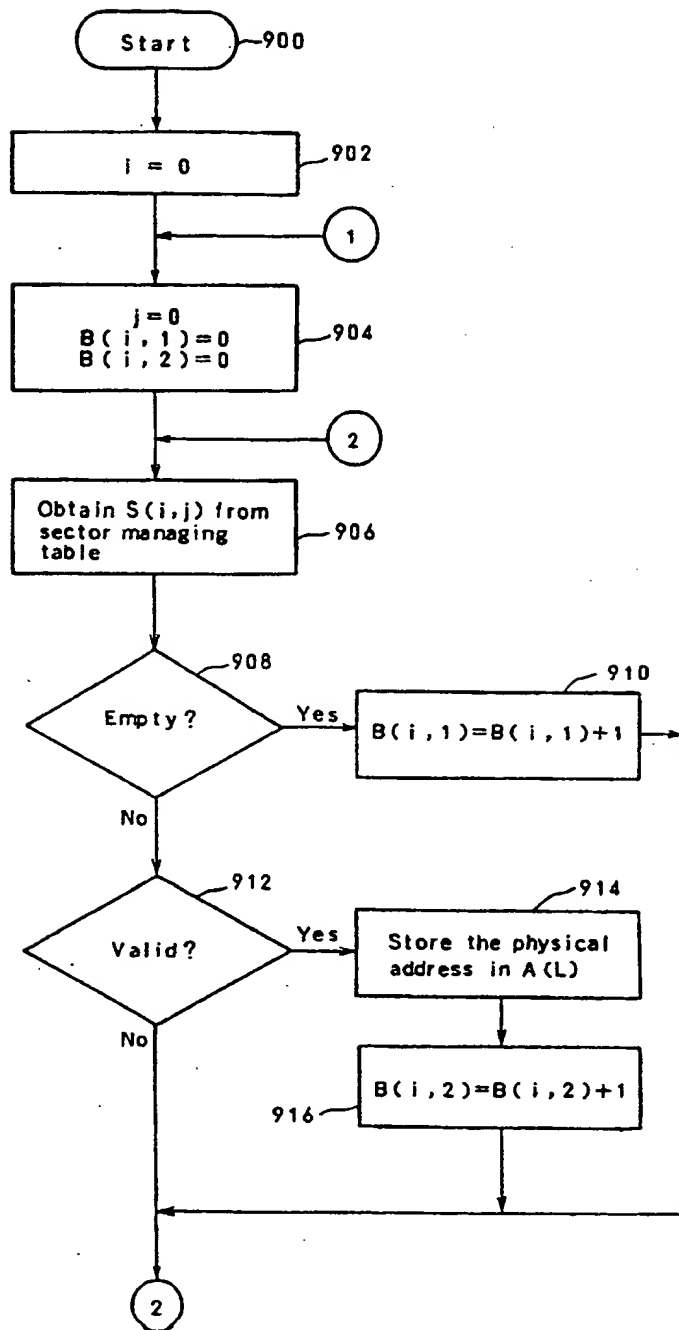 Start
900
i = 0
902
1
j=0
B(i,1)=0
B(i,2)=0
904
2
Obtain S(i,j) from
sector managing
table
906
908
Empty?
Yes
910
B(i,1)=B(i,1)+1
No
912
Valid?
Yes
914
Store the physical
address in A(L)
No
B(i,2)=B(i,2)+1
916
2